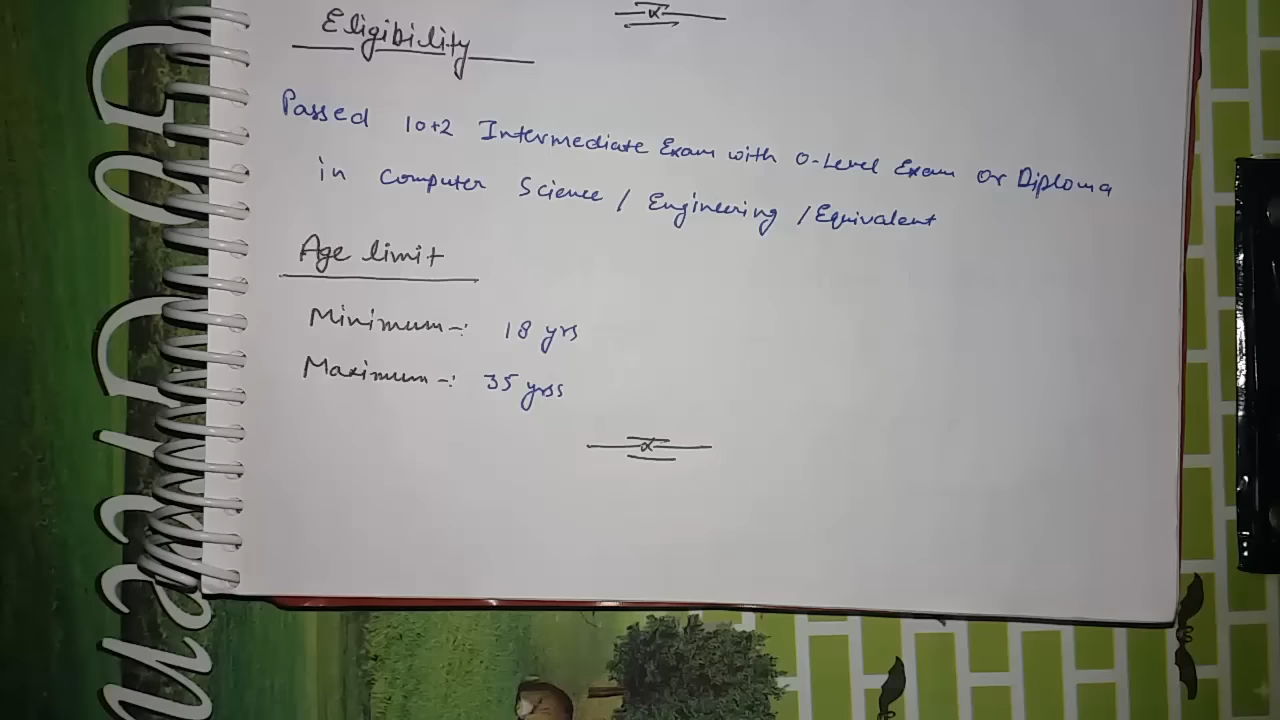 Eligibility
Passed 10+2 Intermediate Exam with O-Level Exam or Diploma
in Computer Science / Engineering / Equivalent
Age limit
Minimum -: 18 yrs
Maximum -: 35 yrss